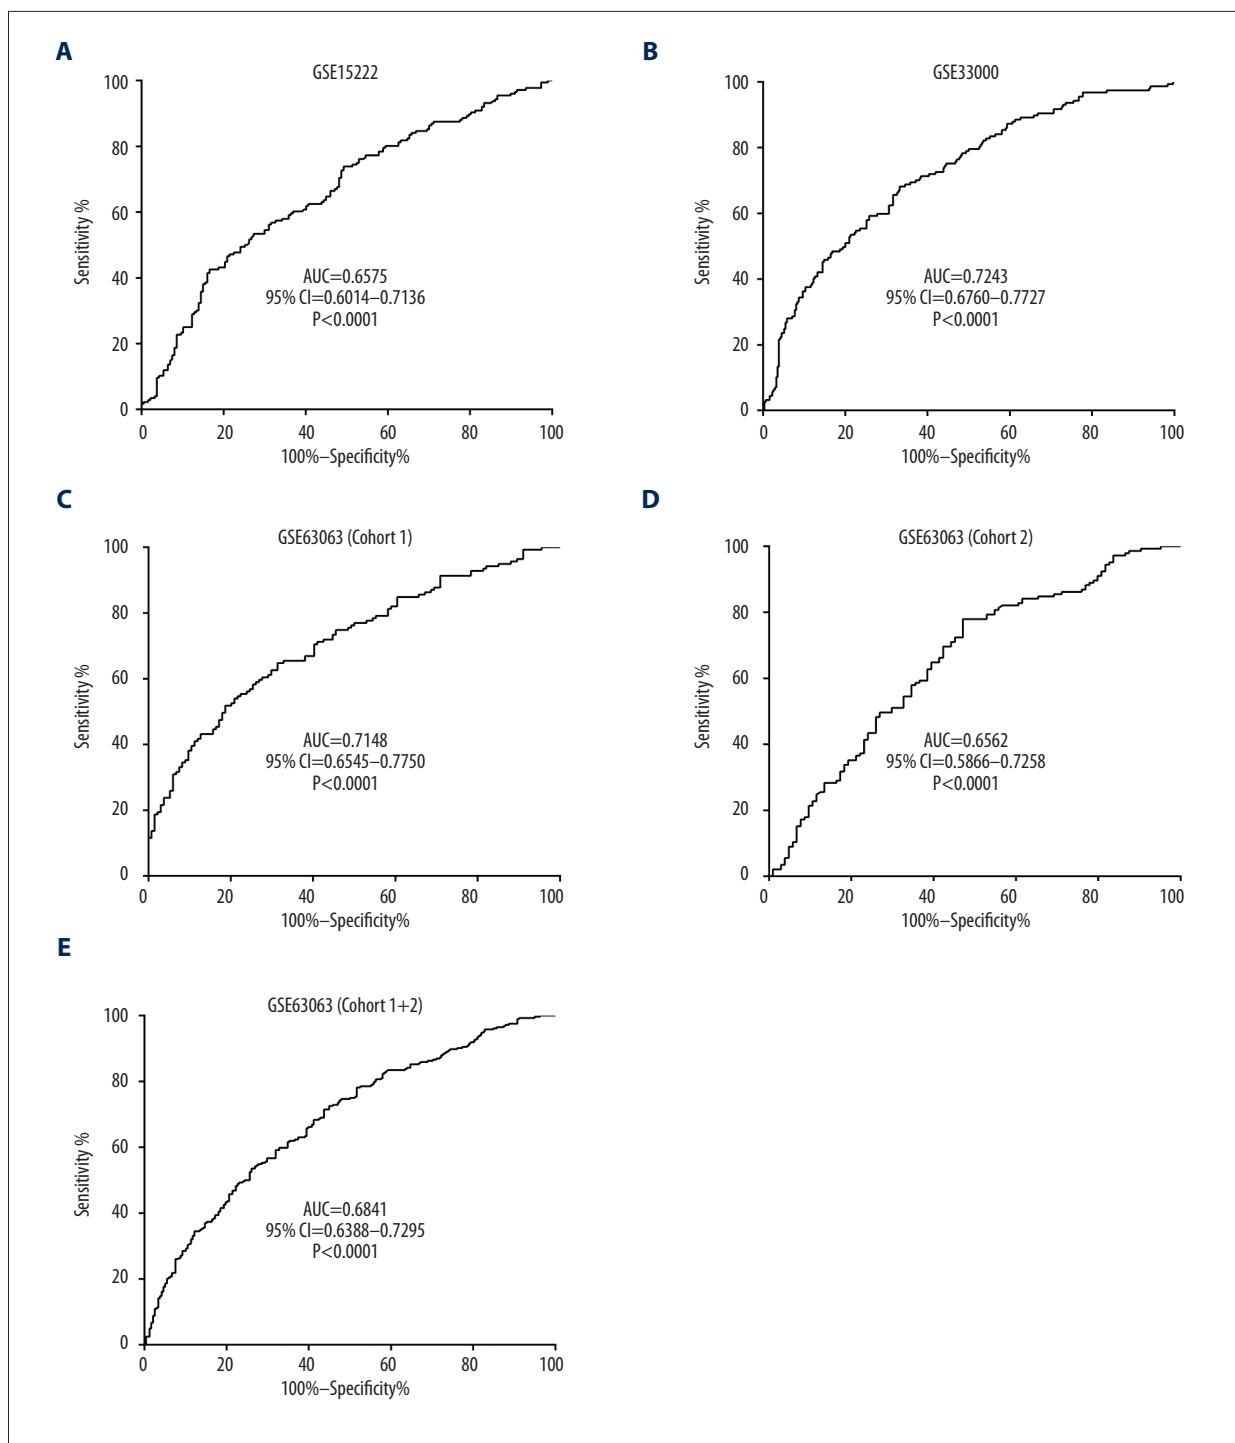 A
GSE15222
100
80
60
40
20
0
Sensitivity %
AUC=0.6575
95% CI=0.6014–0.7136
P<0.0001
0 20 40 60 80 100
100%–Specificity%
B
GSE33000
100
80
60
40
20
0
Sensitivity %
AUC=0.7243
95% CI=0.6760–0.7727
P<0.0001
0 20 40 60 80 100
100%–Specificity%
C
GSE63063 (Cohort 1)
100
80
60
40
20
0
Sensitivity %
AUC=0.7148
95% CI=0.6545–0.7750
P<0.0001
0 20 40 60 80 100
100%–Specificity%
D
GSE63063 (Cohort 2)
100
80
60
40
20
0
Sensitivity %
AUC=0.6562
95% CI=0.5866–0.7258
P<0.0001
0 20 40 60 80 100
100%–Specificity%
E
GSE63063 (Cohort 1+2)
100
80
60
40
20
0
Sensitivity %
AUC=0.6841
95% CI=0.6388–0.7295
P<0.0001
0 20 40 60 80 100
100%–Specificity%